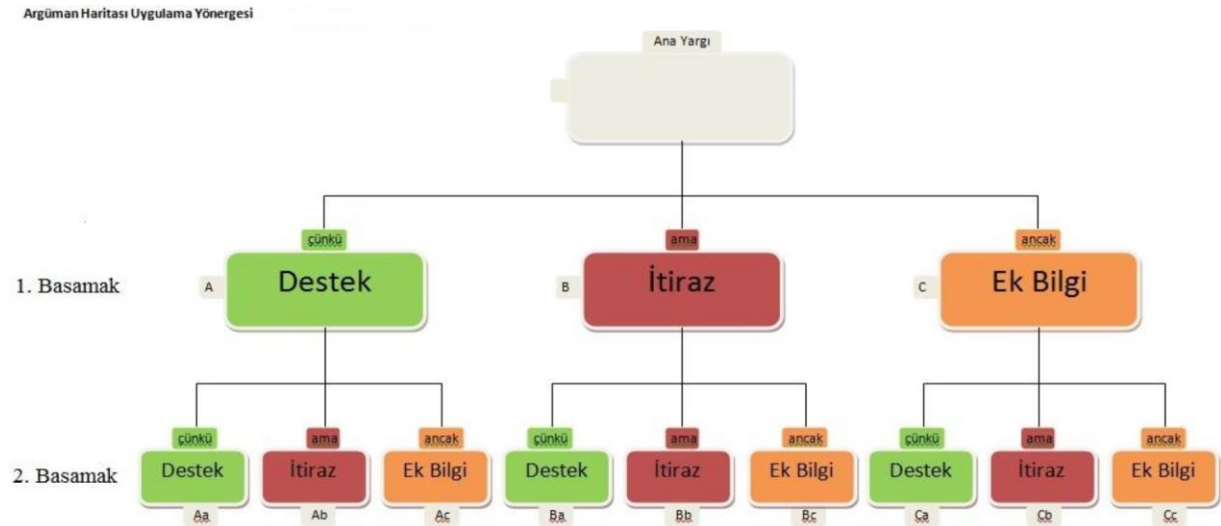 Argüman Haritası Uygulama Yönergesi
Ana Yargı
çünkü ama ancak
1. Basamak A Destek B İtiraz C Ek Bilgi
çünkü ama ancak çünkü ama ancak çünkü ama ancak
2. Basamak Destek İtiraz Ek Bilgi Destek İtiraz Ek Bilgi Destek İtiraz Ek Bilgi
Aa Ab Ac Ba Bb Bc Ca Cb Cc